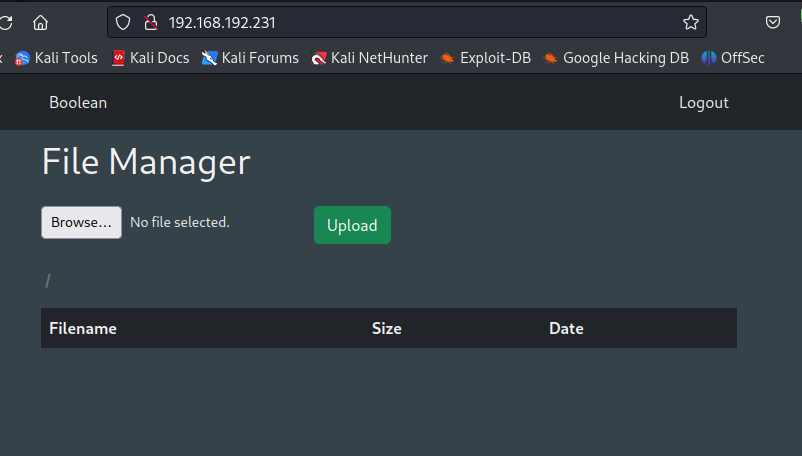 192.168.192.231
Kali Tools Kali Docs Kali Forums Kali NetHunter Exploit-DB Google Hacking DB OffSec
Boolean Logout
File Manager
Browse... No file selected. Upload
/
Filename Size Date